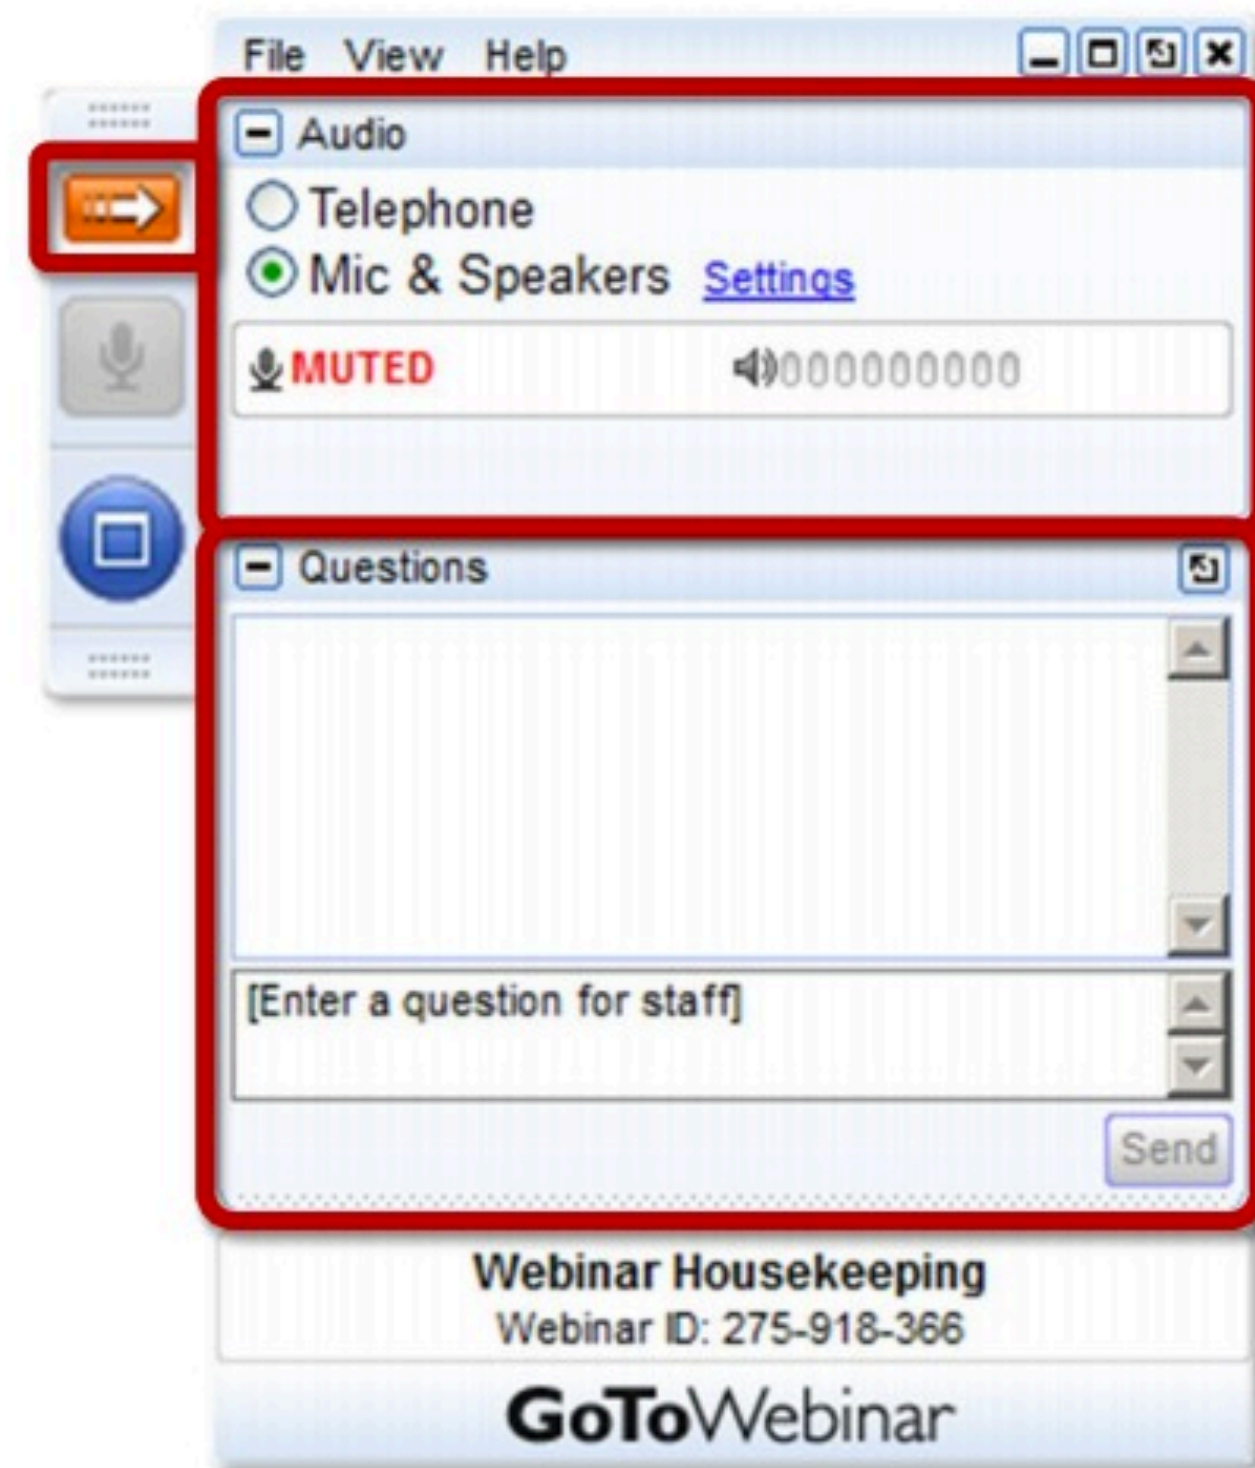 File View Help
Audio
Telephone
Mic & Speakers Settings
MUTED
Questions
[Enter a question for staff]
Send
Webinar Housekeeping
Webinar ID: 275-918-366
GoToWebinar